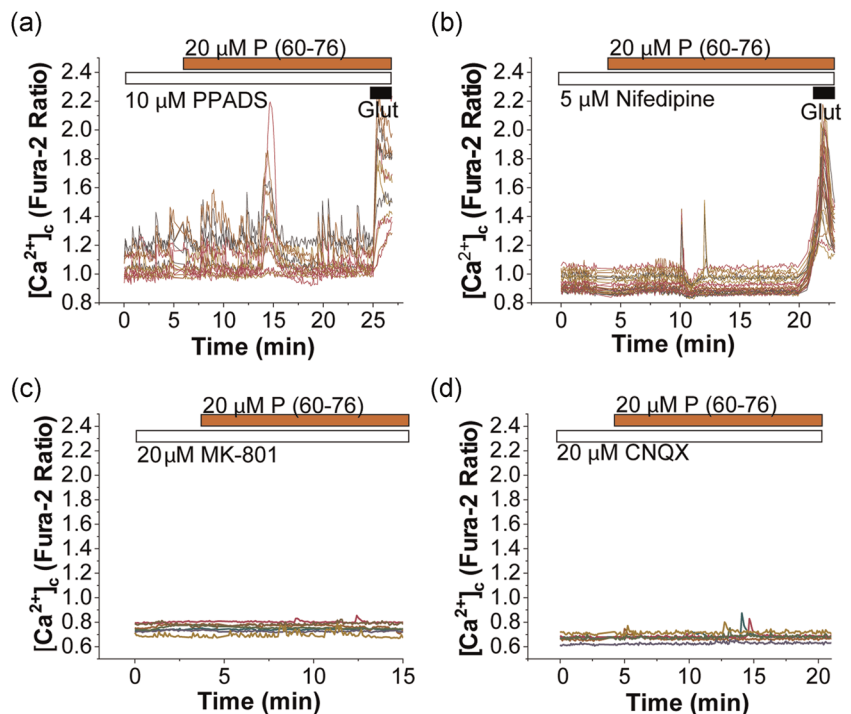 (a)
20 µM P (60-76)
10 µM PPADS
Glut
[Ca2+]c (Fura-2 Ratio)
2.4
2.2
2.0
1.8
1.6
1.4
1.2
1.0
0.8
0 5 10 15 20 25
Time (min)
(b)
20 µM P (60-76)
5 µM Nifedipine
Glut
[Ca2+]c (Fura-2 Ratio)
2.4
2.2
2.0
1.8
1.6
1.4
1.2
1.0
0.8
0 5 10 15 20
Time (min)
(c)
20 µM P (60-76)
20 µM MK-801
[Ca2+]c (Fura-2 Ratio)
2.4
2.2
2.0
1.8
1.6
1.4
1.2
1.0
0.8
0.6
0 5 10 15
Time (min)
(d)
20 µM P (60-76)
20 µM CNQX
[Ca2+]c (Fura-2 Ratio)
2.4
2.2
2.0
1.8
1.6
1.4
1.2
1.0
0.8
0.6
0 5 10 15 20
Time (min)